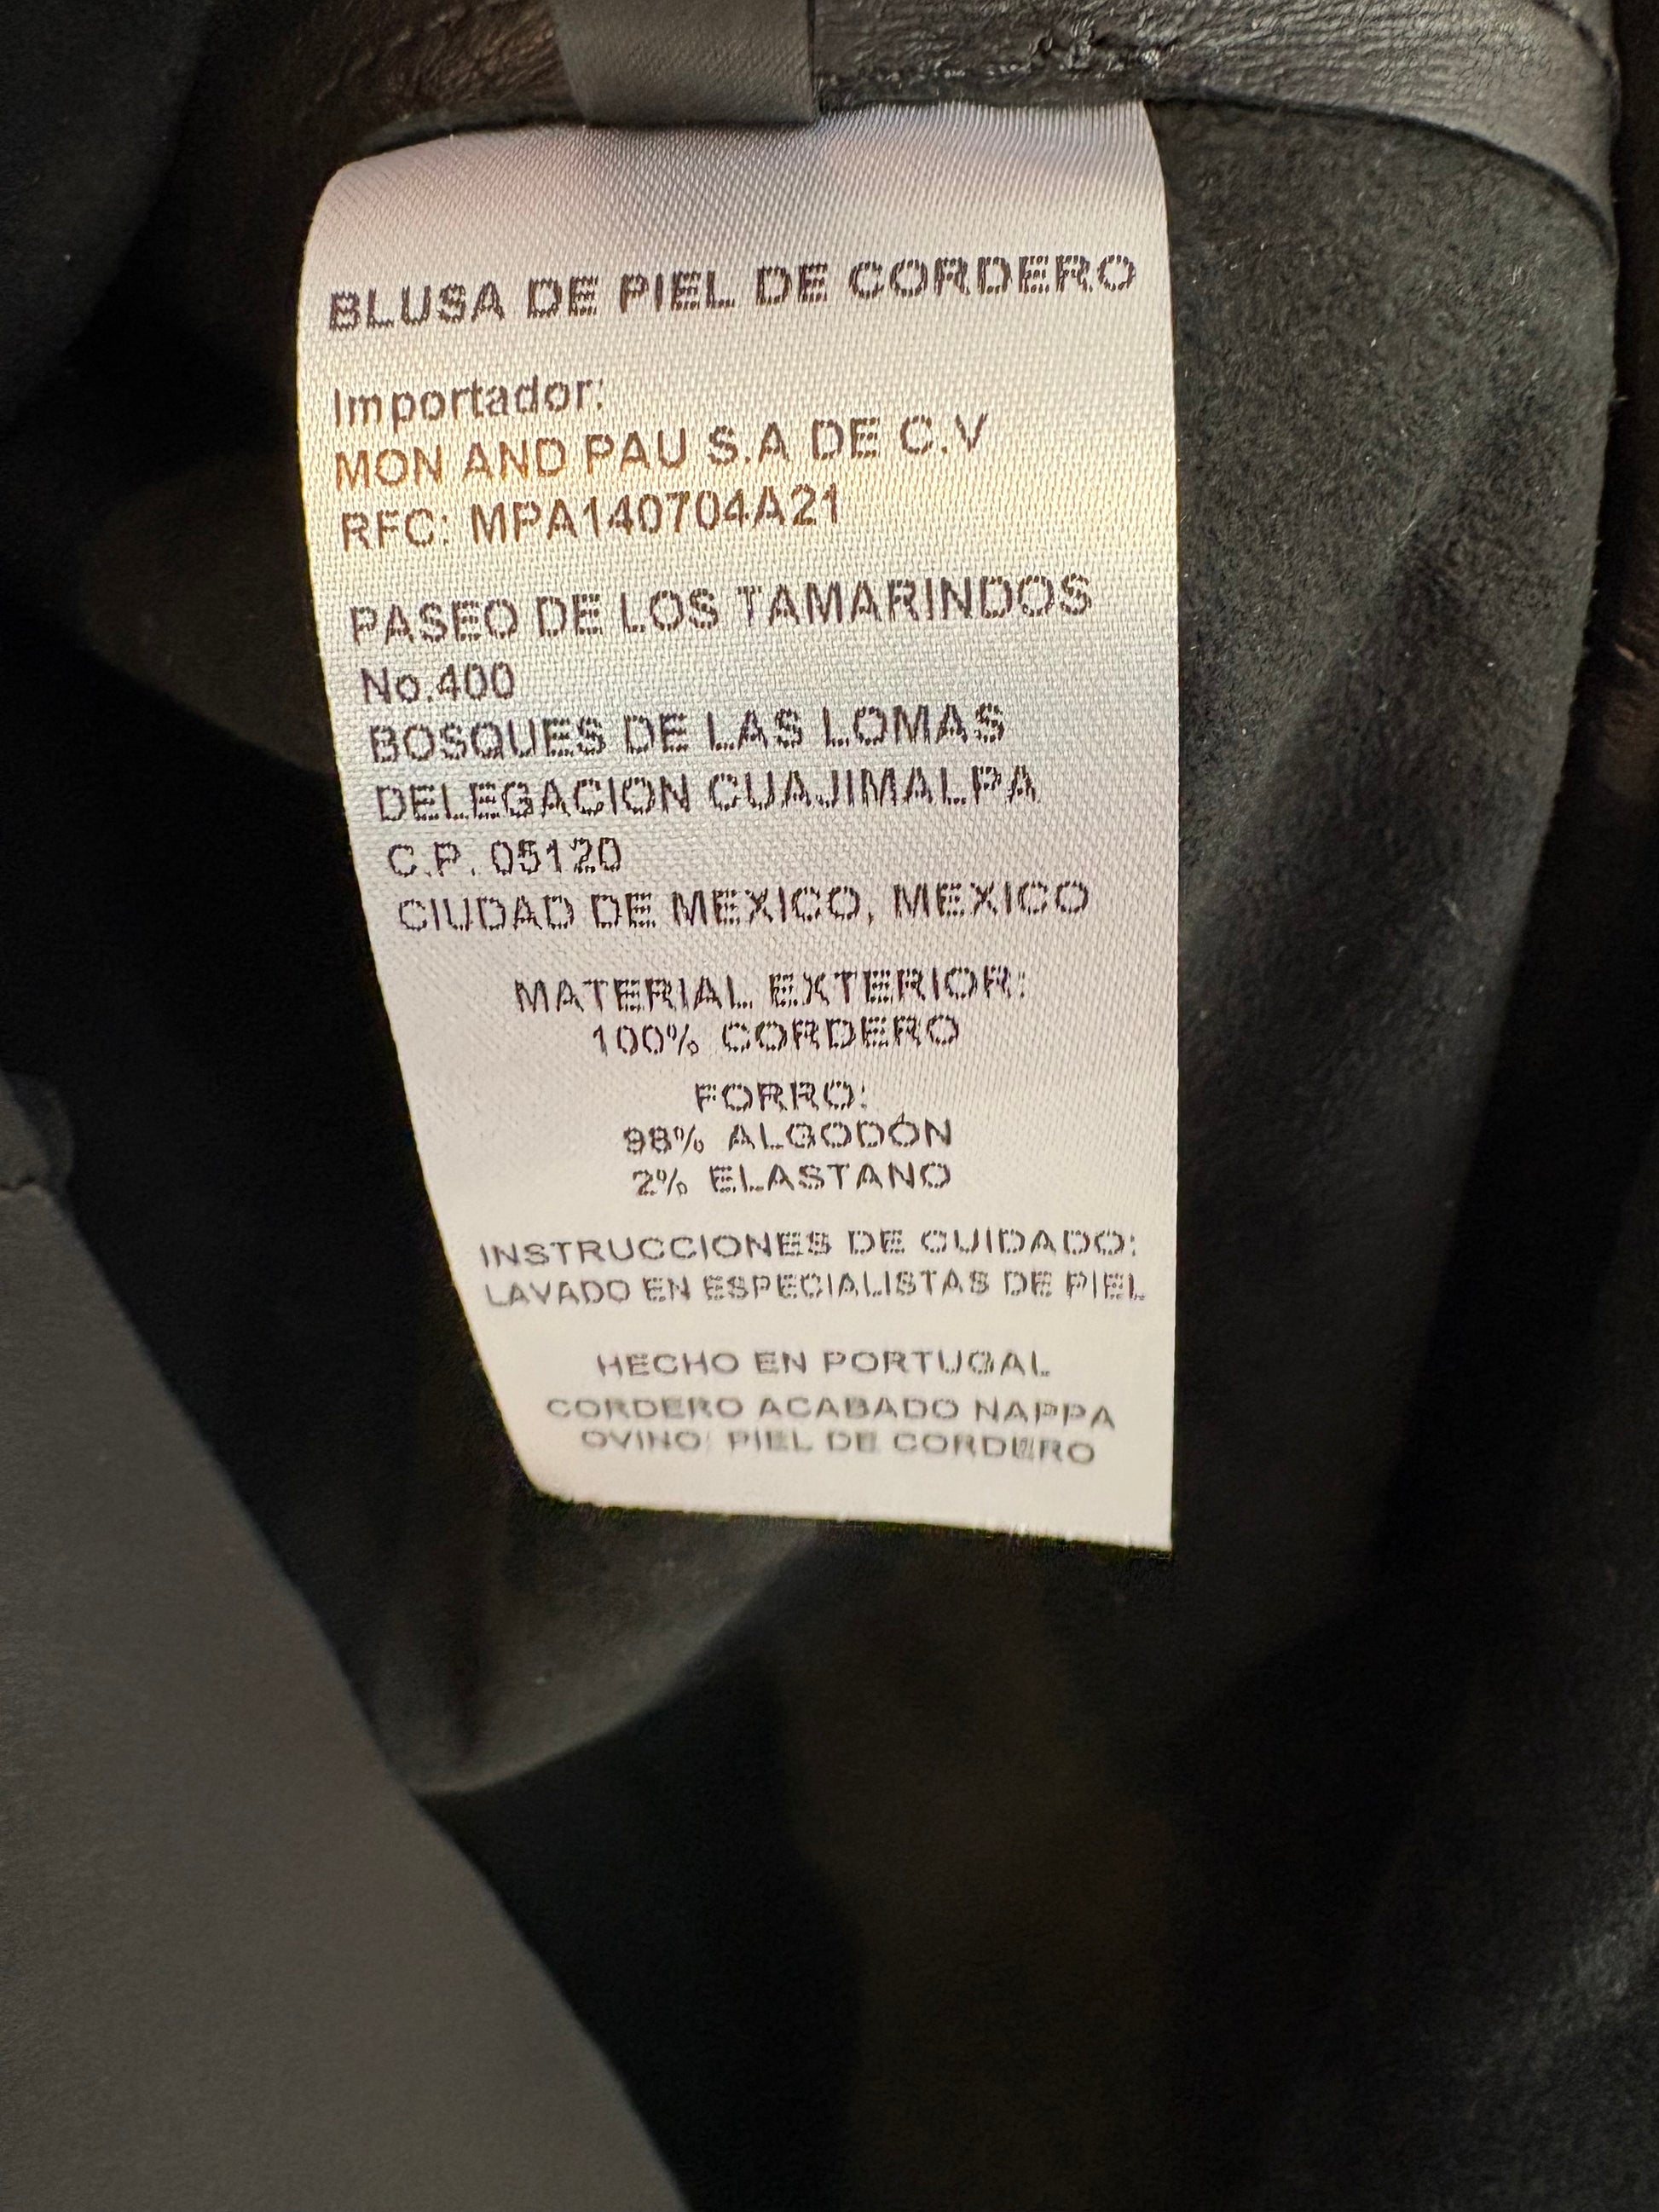 BLUSA DE PIEL DE CORDERO
Importador:
MON AND PAU S.A DE C.V
RFC: MPA140704A21
PASEO DE LOS TAMARINDOS
No.400
BOSQUES DE LAS LOMAS
DELEGACION CUAJIMALPA
C.P. 05120
CIUDAD DE MEXICO, MEXICO
MATERIAL EXTERIOR:
100% CORDERO
FORRO:
98% ALGODÓN
2% ELASTANO
INSTRUCCIONES DE CUIDADO:
LAVADO EN ESPECIALISTAS DE PIEL
HECHO EN PORTUGAL
CORDERO ACABADO NAPPA
OVINO: PIEL DE CORDERO